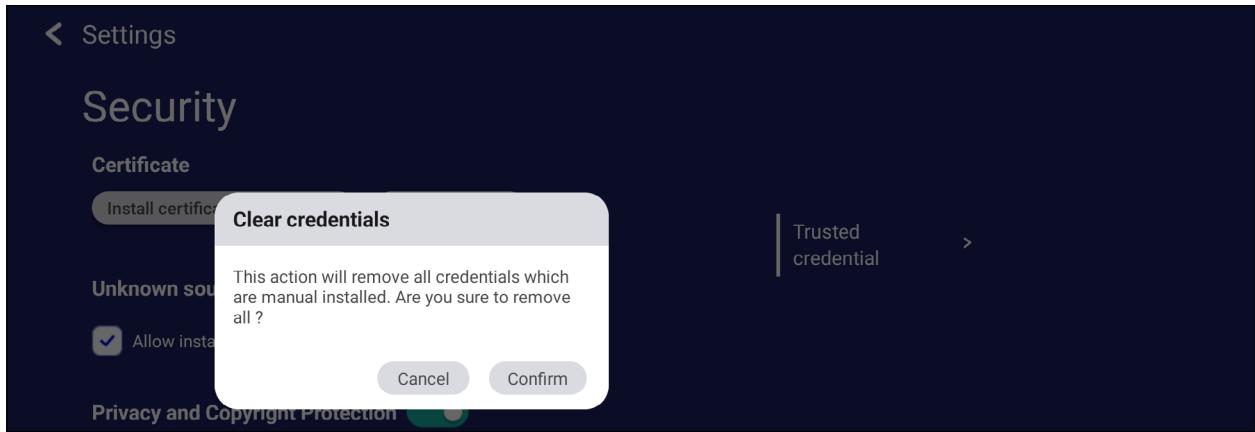 Settings
Security
Certificate
Install certific
Clear credentials
This action will remove all credentials which
are manual installed. Are you sure to remove
all ?
Cancel
Confirm
Trusted
credential
>
Unknown sou
Allow insta
Privacy and Copyright Protection